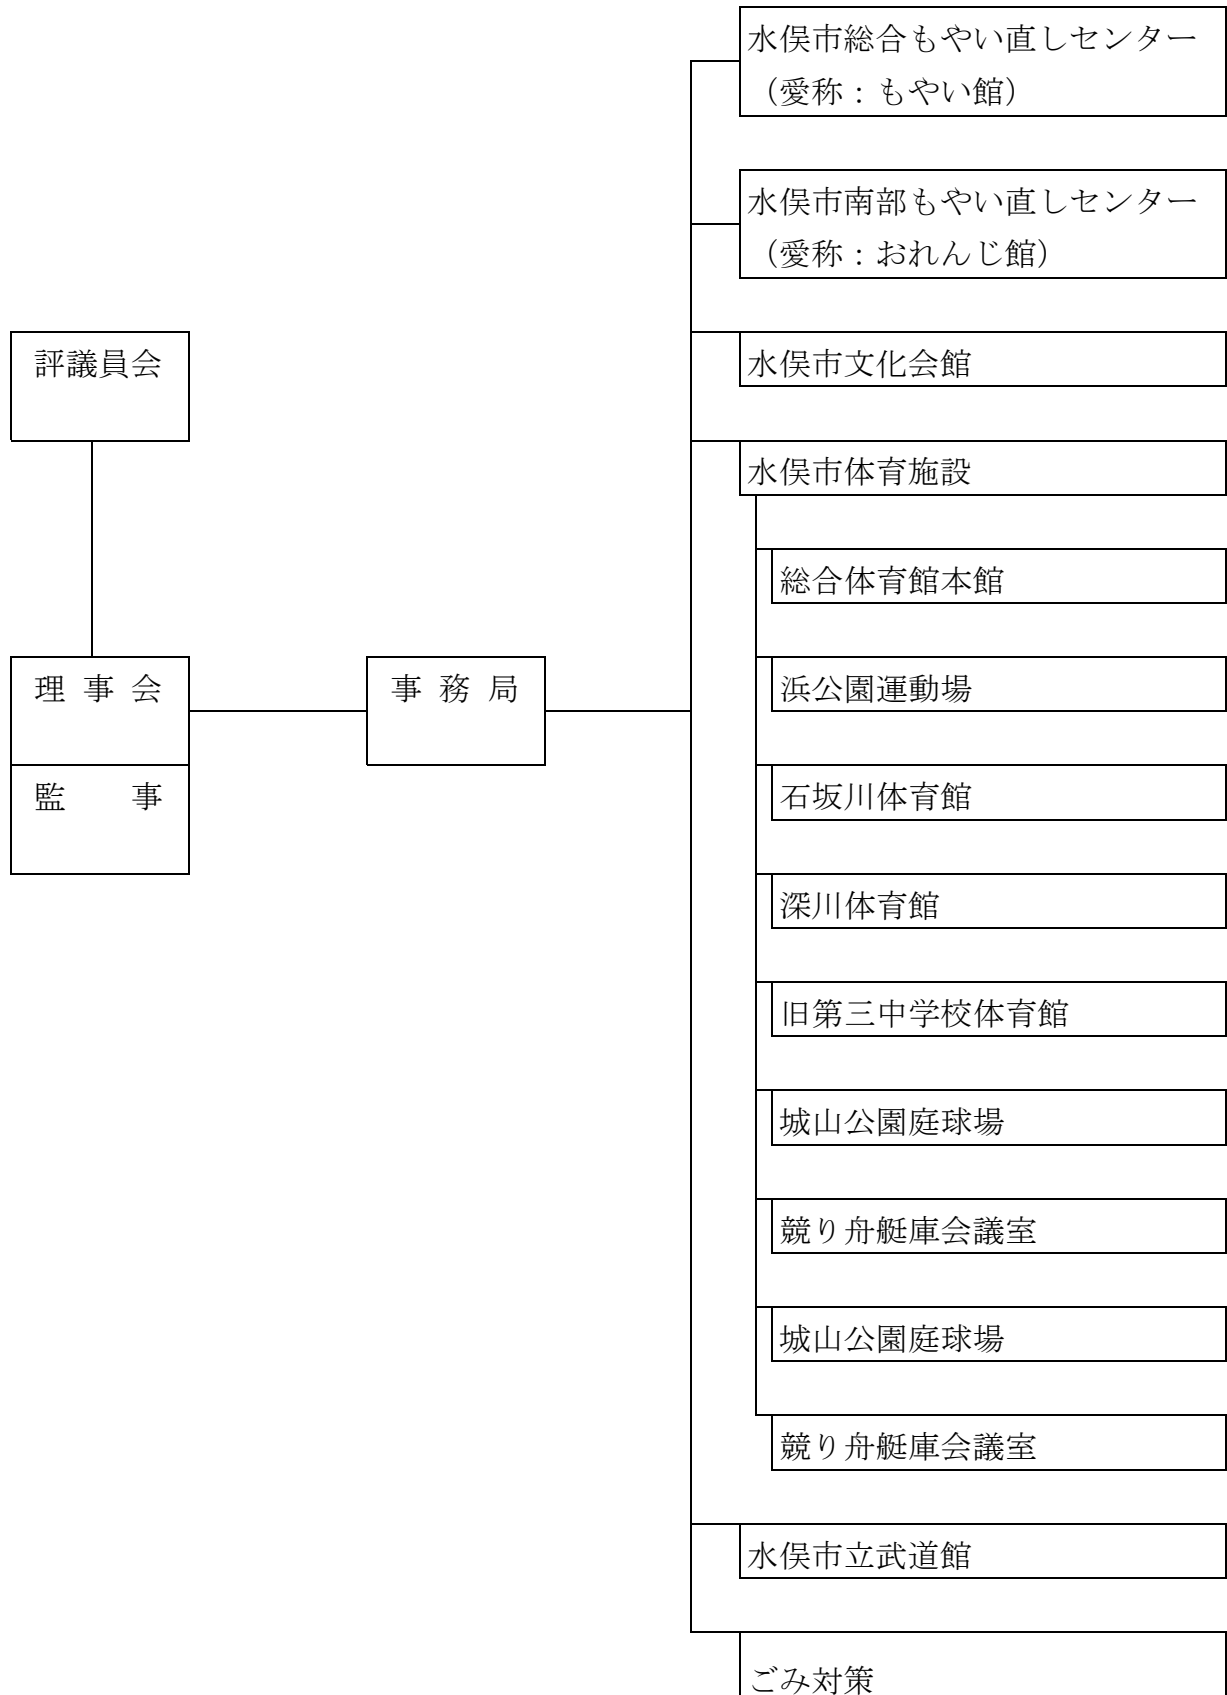 評議員会
理 事 会
監　　事
事 務 局
水俣市総合もやい直しセンター
（愛称：もやい館）
水俣市南部もやい直しセンター
（愛称：おれんじ館）
水俣市文化会館
水俣市体育施設
総合体育館本館
浜公園運動場
石坂川体育館
深川体育館
旧第三中学校体育館
城山公園庭球場
競り舟艇庫会議室
城山公園庭球場
競り舟艇庫会議室
水俣市立武道館
ごみ対策